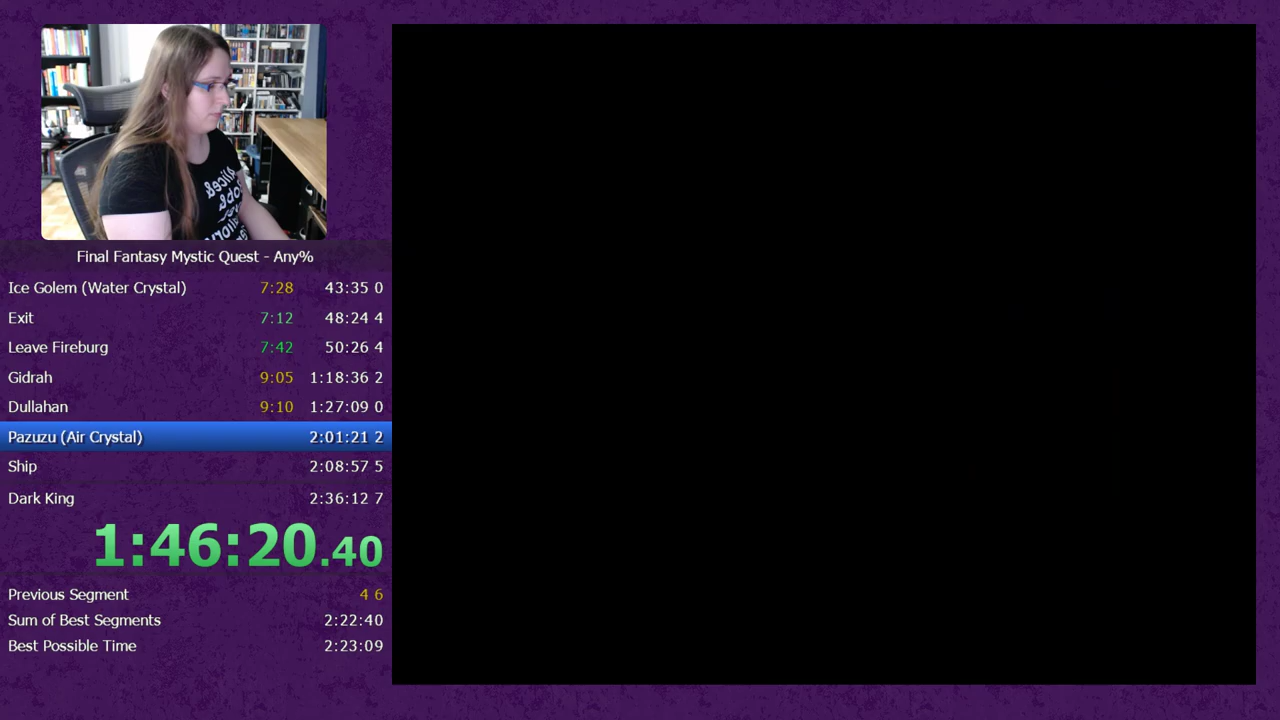 Final Fantasy Mystic Quest - Any%
Ice Golem (Water Crystal) 7:28 43:35 0
Exit 7:12 48:24 4
Leave Fireburg 7:42 50:26 4
Gidrah 9:05 1:18:36 2
Dullahan 9:10 1:27:09 0
Pazuzu (Air Crystal) 2:01:21 2
Ship 2:08:57 5
Dark King 2:36:12 7
1:46:20.40
Previous Segment 4 6
Sum of Best Segments 2:22:40
Best Possible Time 2:23:09